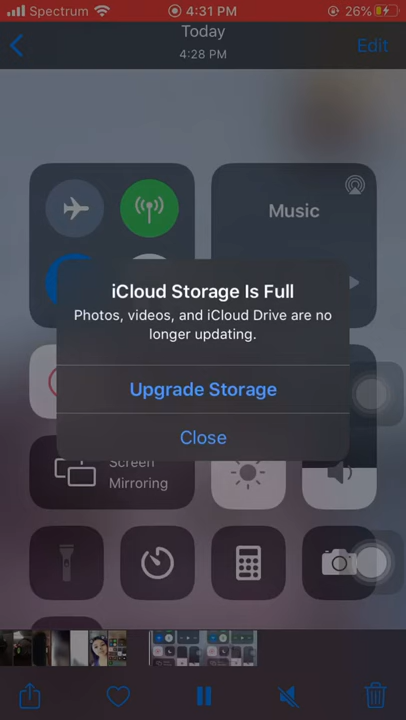 Spectrum 4:31 PM 26%
Today
4:28 PM
Edit
Music
iCloud Storage Is Full
Photos, videos, and iCloud Drive are no
longer updating.
Upgrade Storage
Close
Screen
Mirroring